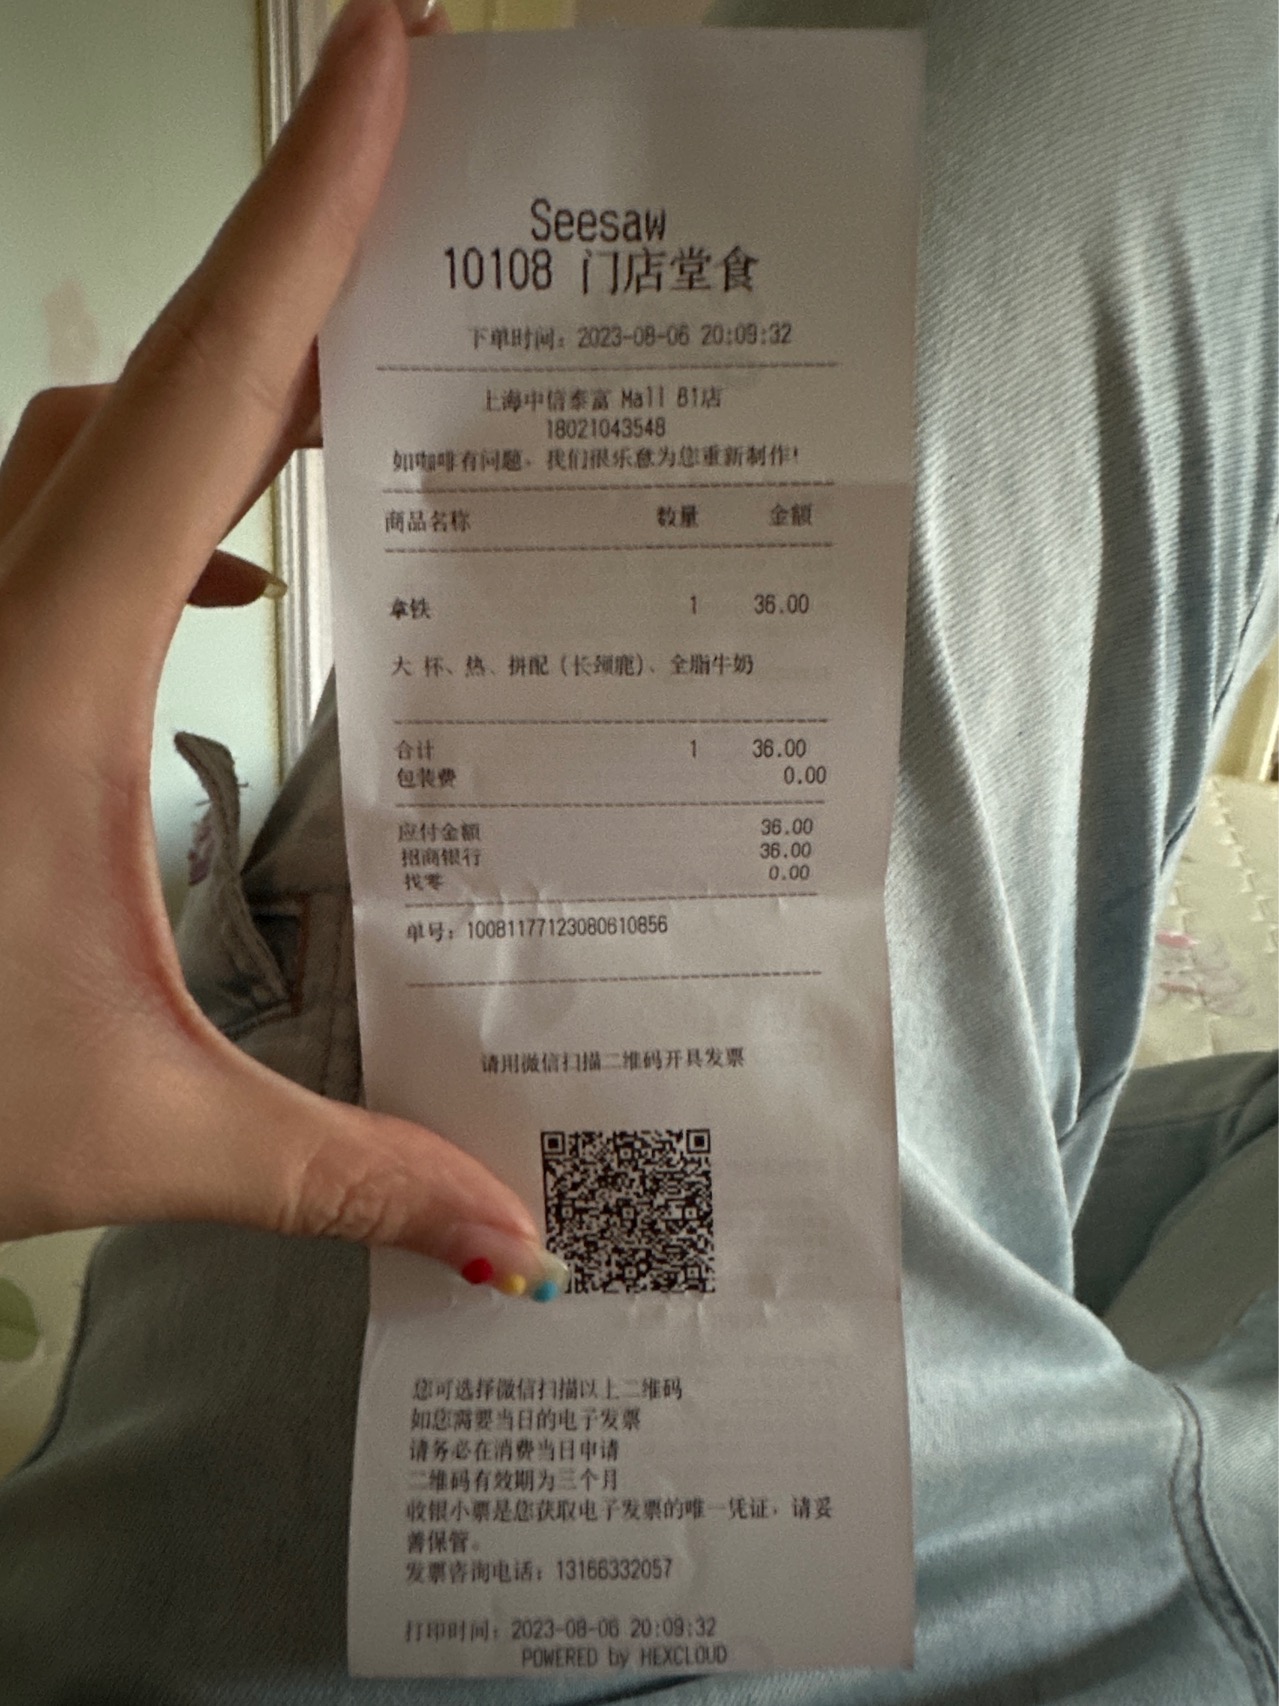 Seesaw
10108 门店堂食
下单时间：2023-08-06 20:09:32
上海中信泰富 Mall B1店
18021043548
如咖啡有问题，我们很乐意为您重新制作！
商品名称 数量 金额
拿铁 1 36.00
大 杯、热、拼配（长颈鹿）、全脂牛奶
合计 1 36.00
包装费 0.00
应付金额 36.00
招商银行 36.00
找零 0.00
单号：10081177123080610856
请用微信扫描二维码开具发票
您可选择微信扫描以上二维码
如您需要当日的电子发票
请务必在消费当日申请
二维码有效期为三个月
收银小票是您获取电子发票的唯一凭证，请妥
善保管。
发票咨询电话：13166332057
打印时间：2023-08-06 20:09:32
POWERED by HEXCLOUD